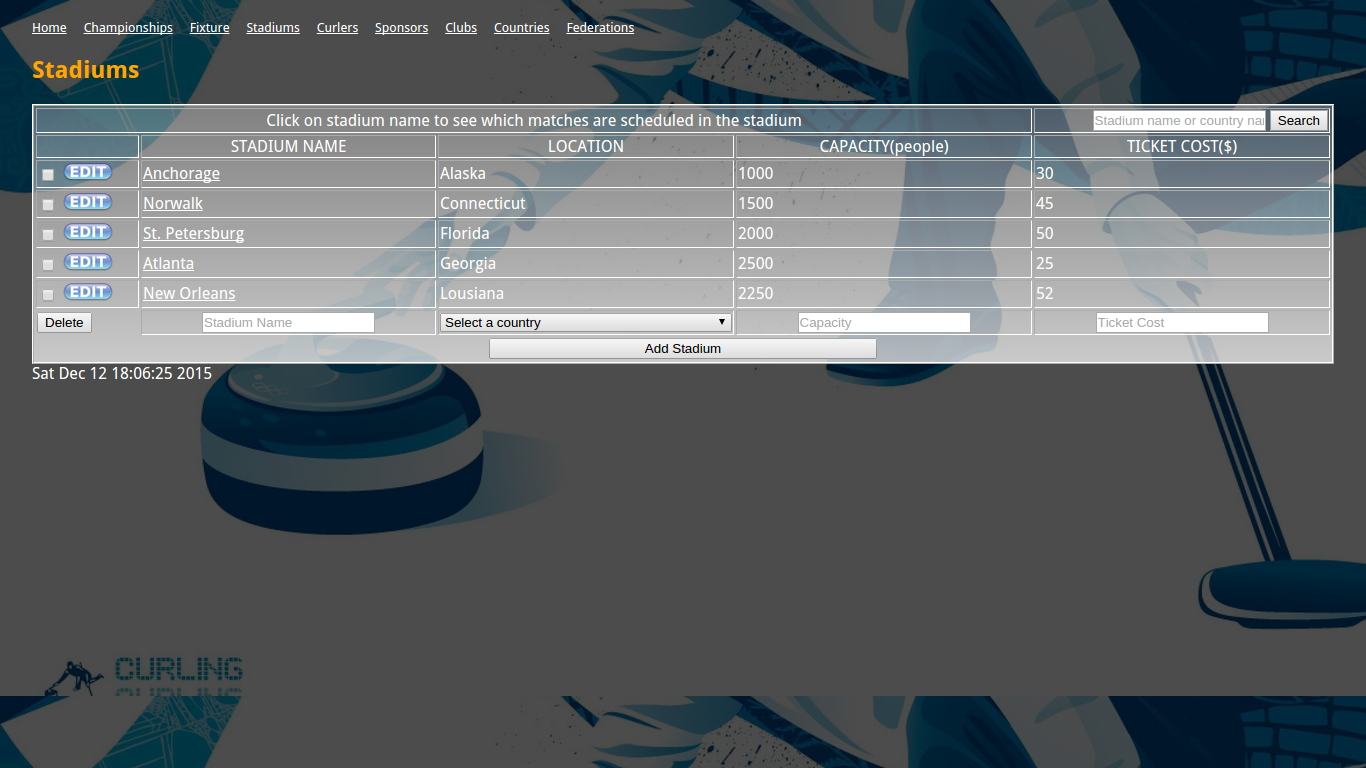 Home Championships Fixture Stadiums Curlers Sponsors Clubs Countries Federations
Stadiums
Click on stadium name to see which matches are scheduled in the stadium Stadium name or country nar Search
STADIUM NAME LOCATION CAPACITY(people) TICKET COST($)
EDIT Anchorage Alaska 1000 30
EDIT Norwalk Connecticut 1500 45
EDIT St. Petersburg Florida 2000 50
EDIT Atlanta Georgia 2500 25
EDIT New Orleans Lousiana 2250 52
Delete Stadium Name Select a country Capacity Ticket Cost
Add Stadium
Sat Dec 12 18:06:25 2015
CURLING